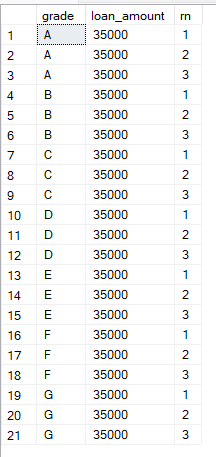 grade loan_amount rn
1 A 35000 1
2 A 35000 2
3 A 35000 3
4 B 35000 1
5 B 35000 2
6 B 35000 3
7 C 35000 1
8 C 35000 2
9 C 35000 3
10 D 35000 1
11 D 35000 2
12 D 35000 3
13 E 35000 1
14 E 35000 2
15 E 35000 3
16 F 35000 1
17 F 35000 2
18 F 35000 3
19 G 35000 1
20 G 35000 2
21 G 35000 3